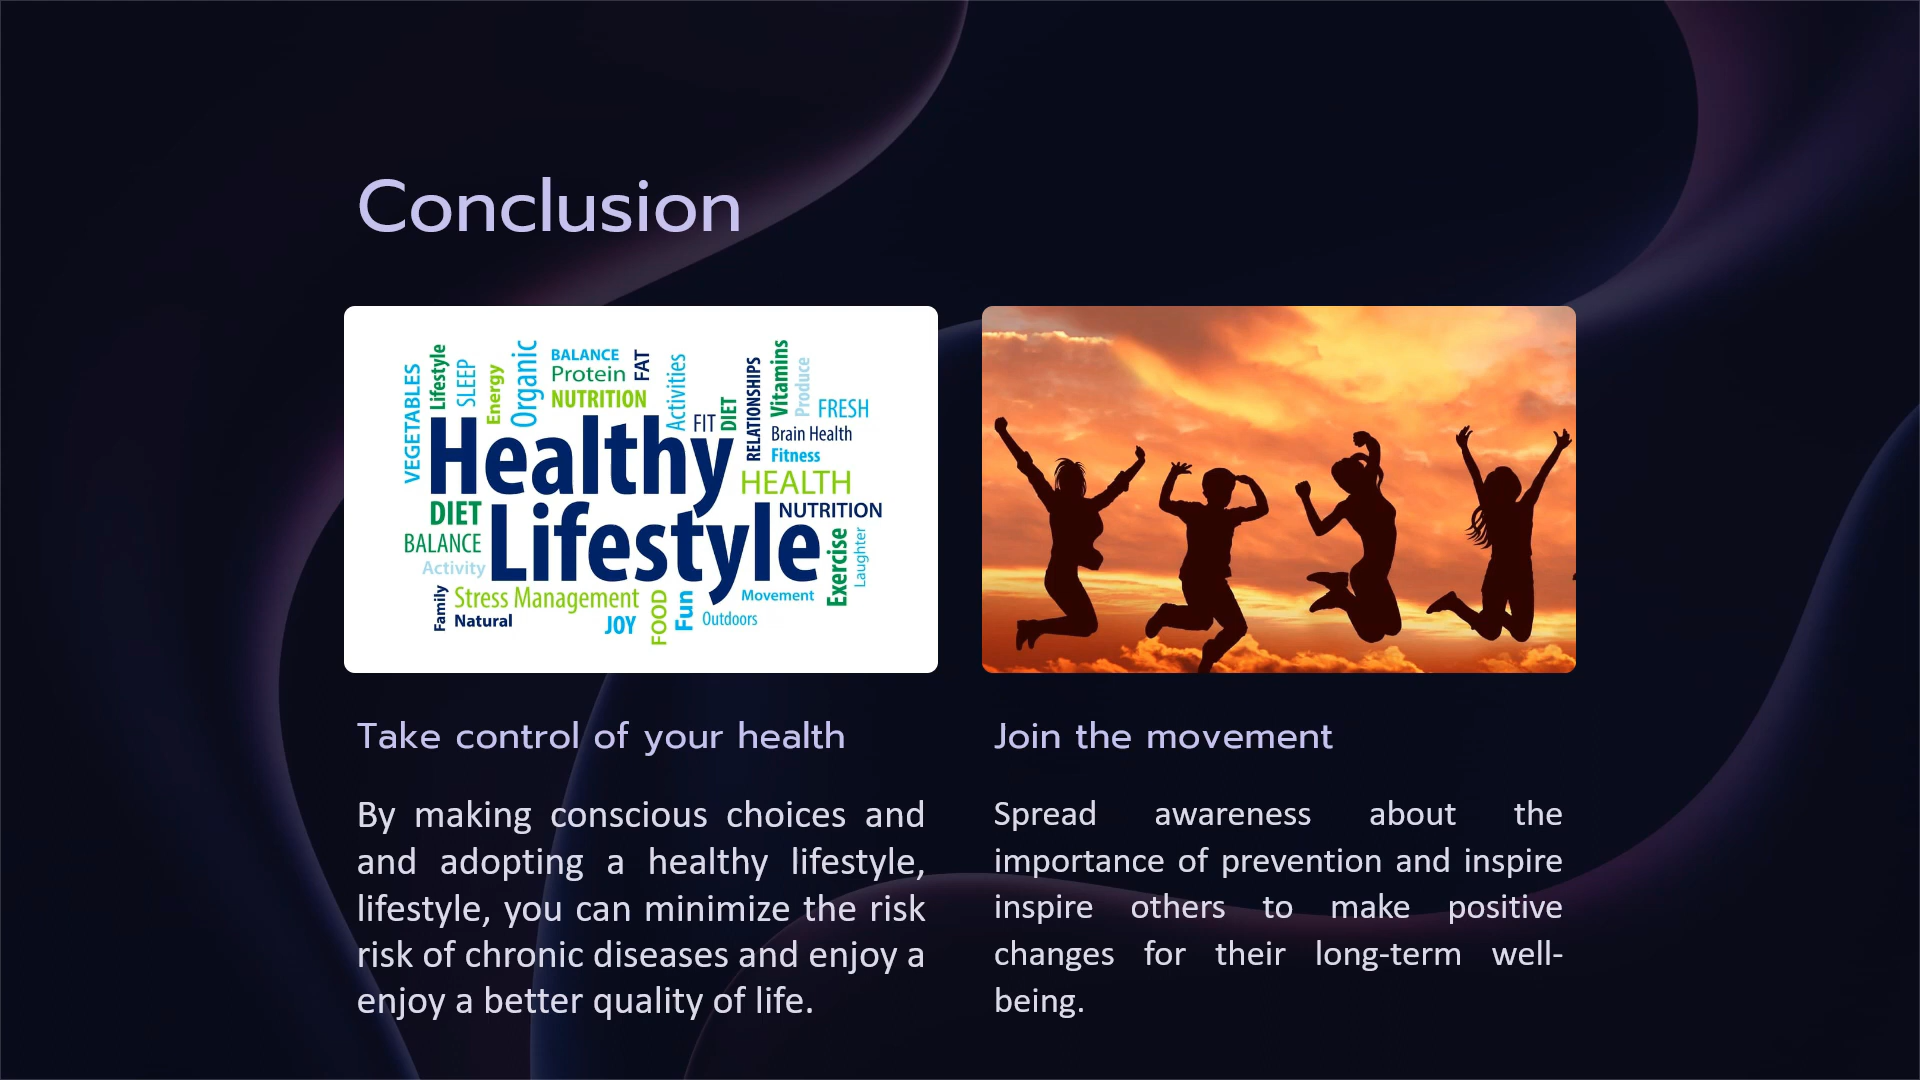 Conclusion
VEGETABLES
Lifestyle
SLEEP
Energy
Organic
BALANCE
Protein
NUTRITION
FAT
Activities
FIT
DIET
RELATIONSHIPS
Vitamins
Produce
FRESH
Brain Health
Fitness
HEALTH
Healthy
Lifestyle
NUTRITION
DIET
BALANCE
Activity
Family
Stress Management
Natural
JOY
FOOD
Fun
Outdoors
Movement
Exercise
Laughter
Take control of your health
By making conscious choices and
and adopting a healthy lifestyle,
lifestyle, you can minimize the risk
risk of chronic diseases and enjoy a
enjoy a better quality of life.
Join the movement
Spread awareness about the
importance of prevention and inspire
inspire others to make positive
changes for their long-term well-
being.